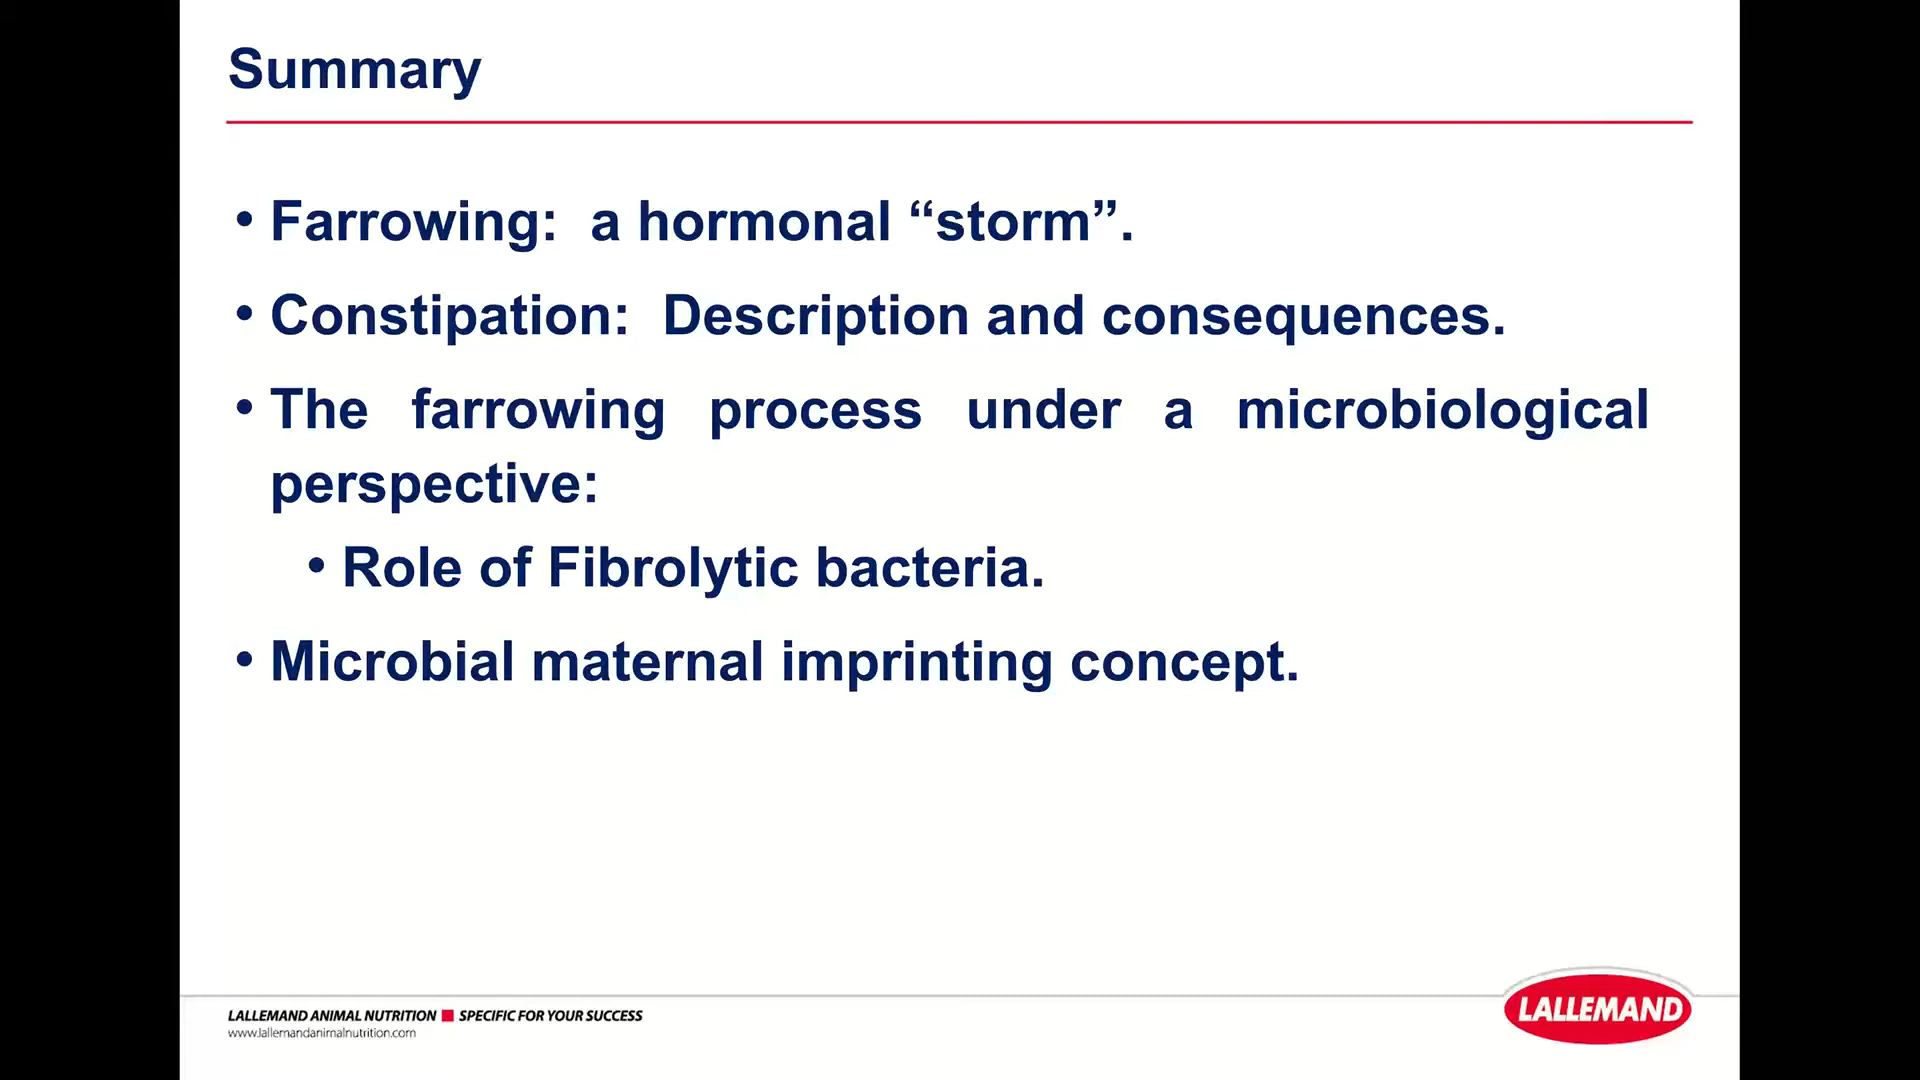 Summary
• Farrowing: a hormonal “storm”.
• Constipation: Description and consequences.
• The farrowing process under a microbiological
perspective:
• Role of Fibrolytic bacteria.
• Microbial maternal imprinting concept.
LALLEMAND ANIMAL NUTRITION ■ SPECIFIC FOR YOUR SUCCESS
www.lallemandanimalnutrition.com
LALLEMAND